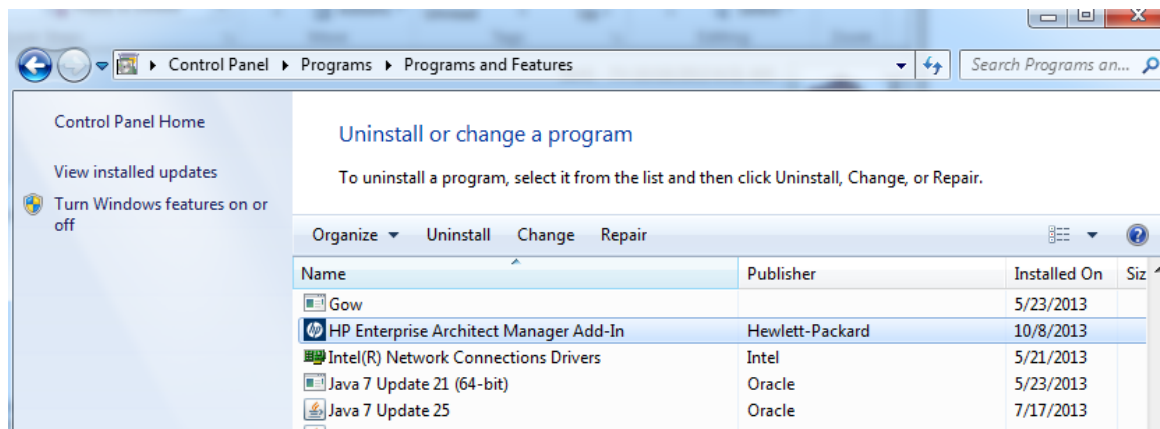 Control Panel Programs Programs and Features Search Programs an...
Control Panel Home
View installed updates
Turn Windows features on or
off
Uninstall or change a program
To uninstall a program, select it from the list and then click Uninstall, Change, or Repair.
Organize Uninstall Change Repair
Name Publisher Installed On Siz
Gow 5/23/2013
HP Enterprise Architect Manager Add-In Hewlett-Packard 10/8/2013
Intel(R) Network Connections Drivers Intel 5/21/2013
Java 7 Update 21 (64-bit) Oracle 5/23/2013
Java 7 Update 25 Oracle 7/17/2013